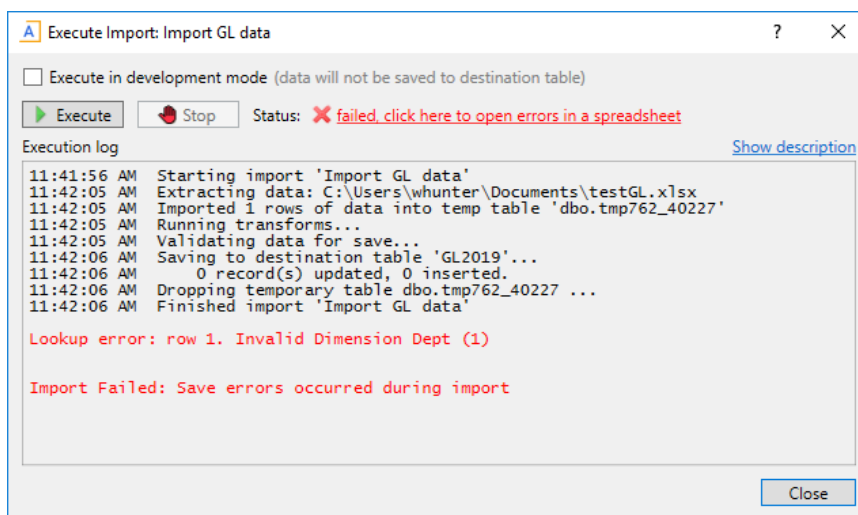 A Execute Import: Import GL data ?
Execute in development mode (data will not be saved to destination table)
Execute Stop Status: failed, click here to open errors in a spreadsheet
Execution log Show description
11:41:56 AM Starting import 'Import GL data'
11:42:05 AM Extracting data: C:\Users\whunter\Documents\testGL.xlsx
11:42:05 AM Imported 1 rows of data into temp table 'dbo.tmp762_40227'
11:42:05 AM Running transforms...
11:42:05 AM Validating data for save...
11:42:06 AM Saving to destination table 'GL2019'...
11:42:06 AM 0 record(s) updated, 0 inserted.
11:42:06 AM Dropping temporary table dbo.tmp762_40227 ...
11:42:06 AM Finished import 'Import GL data'
Lookup error: row 1. Invalid Dimension Dept (1)
Import Failed: Save errors occurred during import
Close